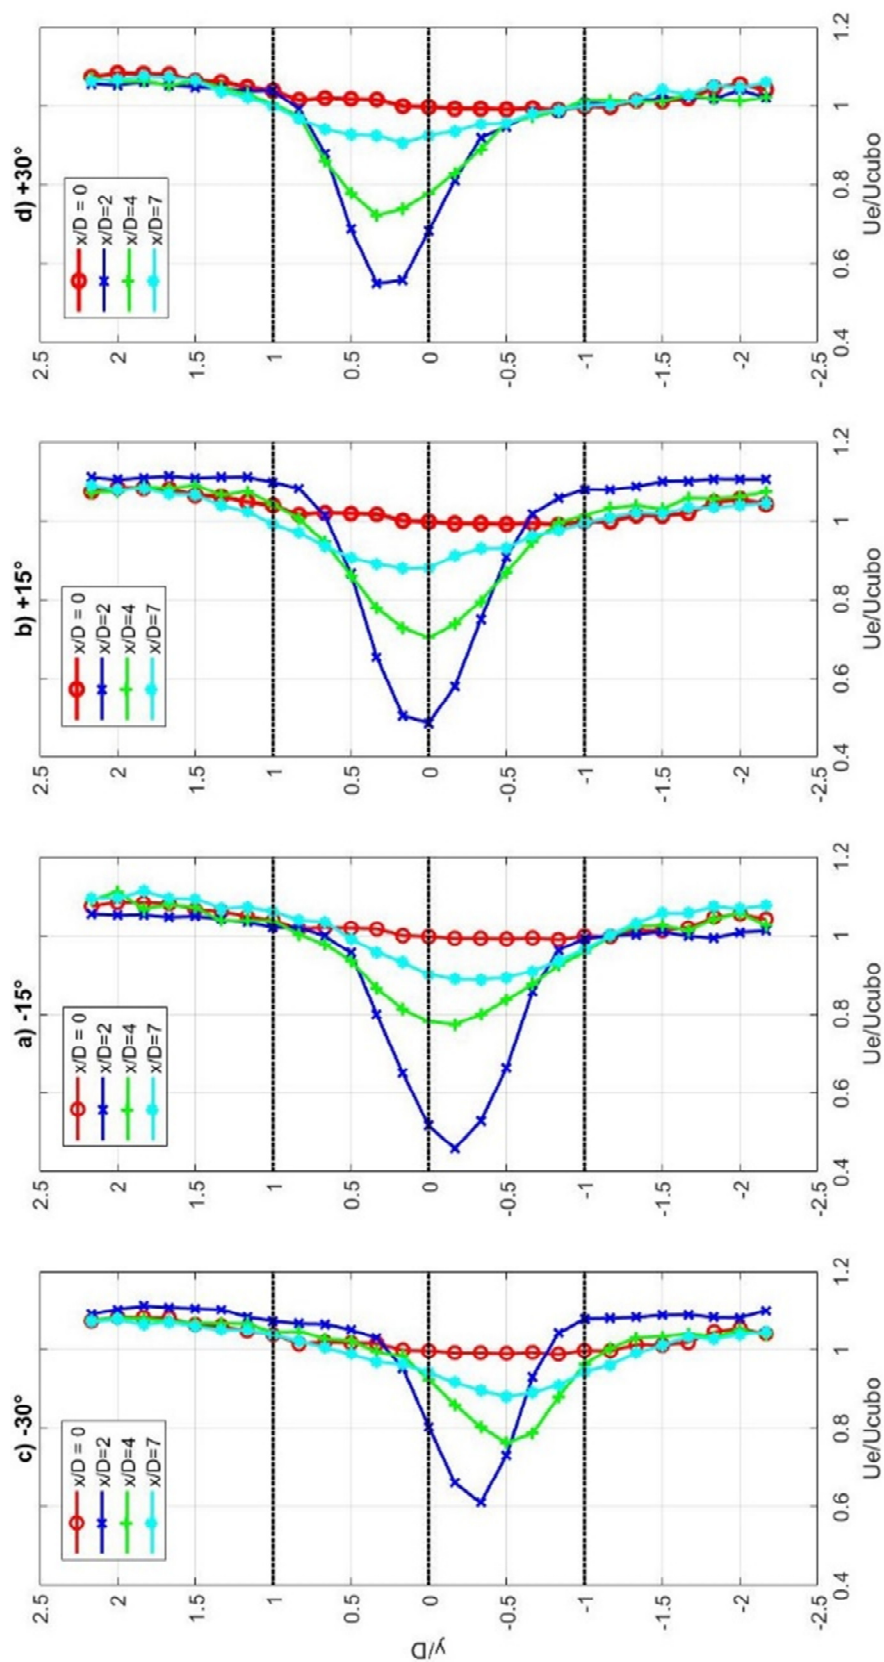 c) -30°
x/D = 0
x/D=2
x/D=4
x/D=7
y/D
2.5
2
1.5
1
0.5
0
-0.5
-1
-1.5
-2
-2.5
0.4 0.6 0.8 1 1.2
Ue/Ucubo
a) -15°
x/D = 0
x/D=2
x/D=4
x/D=7
2.5
2
1.5
1
0.5
0
-0.5
-1
-1.5
-2
-2.5
0.4 0.6 0.8 1 1.2
Ue/Ucubo
b) +15°
x/D = 0
x/D=2
x/D=4
x/D=7
2.5
2
1.5
1
0.5
0
-0.5
-1
-1.5
-2
-2.5
0.4 0.6 0.8 1 1.2
Ue/Ucubo
d) +30°
x/D = 0
x/D=2
x/D=4
x/D=7
2.5
2
1.5
1
0.5
0
-0.5
-1
-1.5
-2
-2.5
0.4 0.6 0.8 1 1.2
Ue/Ucubo